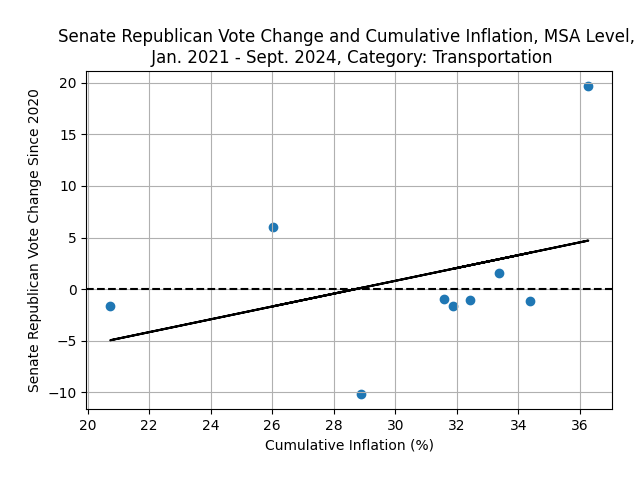 Senate Republican Vote Change and Cumulative Inflation, MSA Level,
Jan. 2021 - Sept. 2024, Category: Transportation
Senate Republican Vote Change Since 2020
20
15
10
5
0
−5
−10
20 22 24 26 28 30 32 34 36
Cumulative Inflation (%)